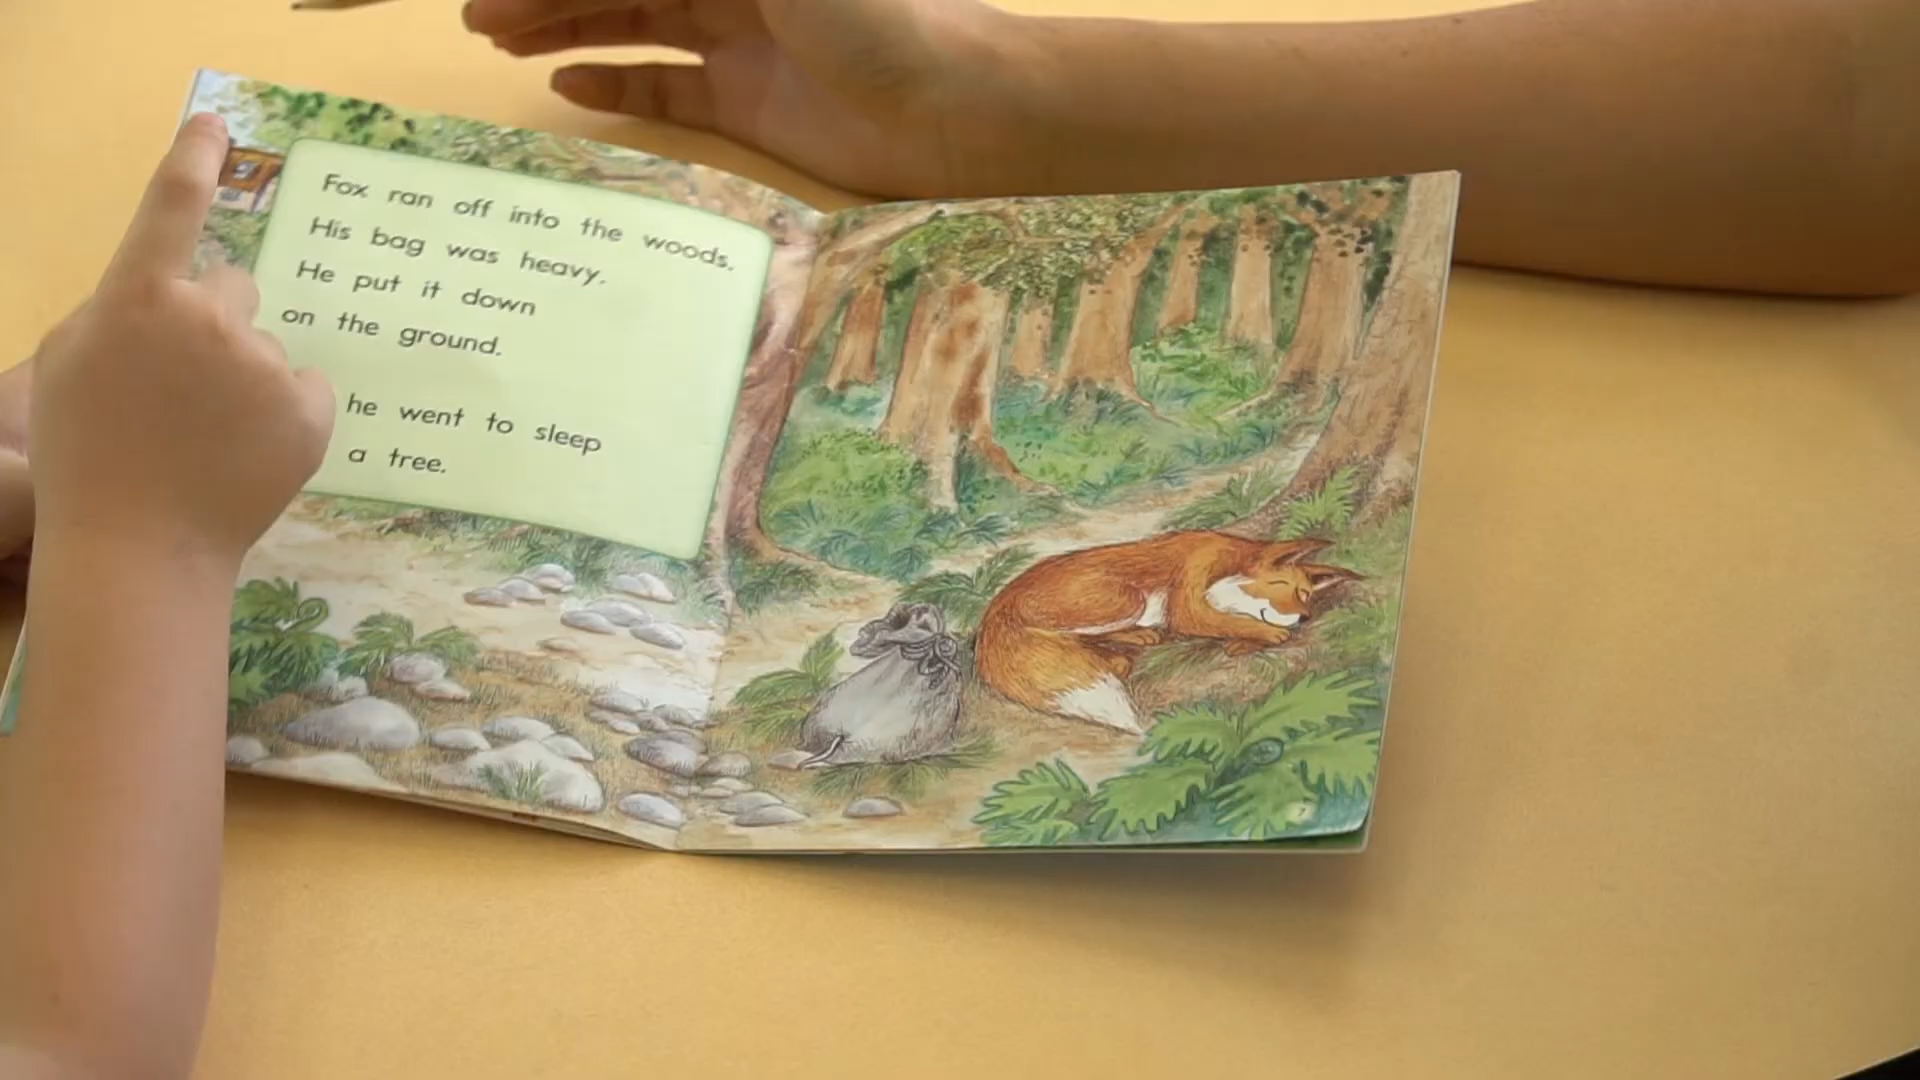 Fox ran off into the woods.
His bag was heavy.
He put it down
on the ground.
he went to sleep
a tree.
7